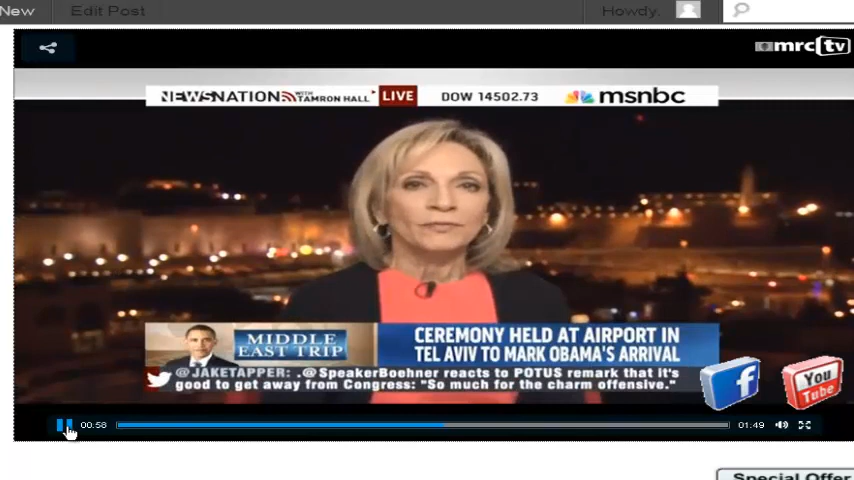 New Edit Post Howdy,
mrc tv
NEWSNATION WITH TAMRON HALL LIVE DOW 14502.73 msnbc
MIDDLE EAST TRIP
CEREMONY HELD AT AIRPORT IN
TEL AVIV TO MARK OBAMA'S ARRIVAL
@JAKETAPPER: .@SpeakerBoehner reacts to POTUS remark that it's
good to get away from Congress: "So much for the charm offensive."
f
You
Tube
00:58 01:49
Special Offer